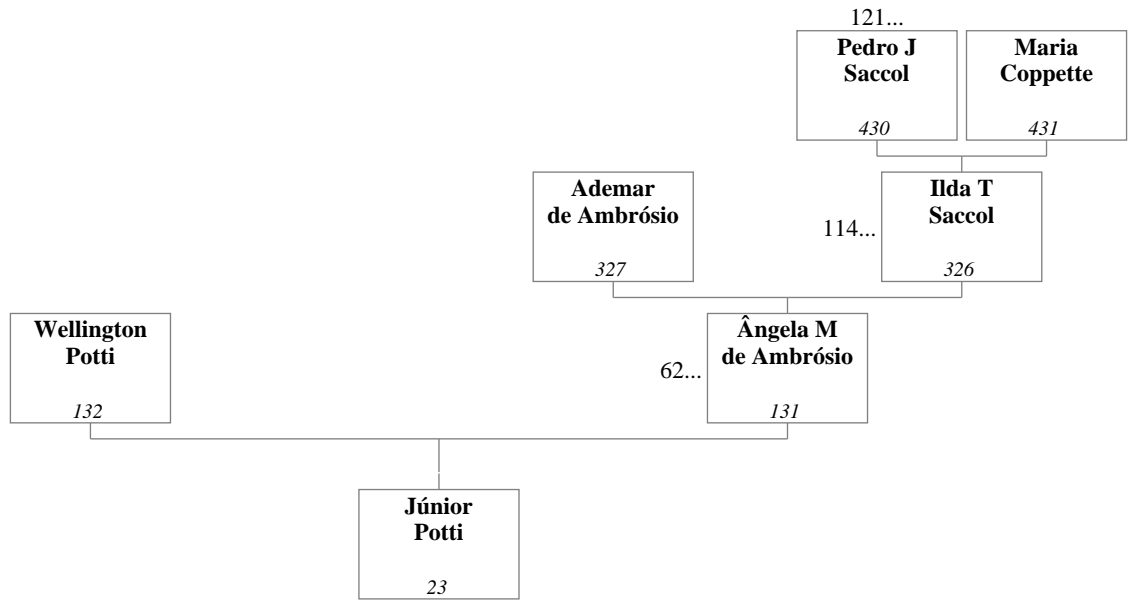 121...
Pedro J
Saccol
430
Maria
Coppette
431
Ademar
de Ambrósio
327
114...
Ilda T
Saccol
326
Wellington
Potti
132
62...
Ângela M
de Ambrósio
131
Júnior
Potti
23